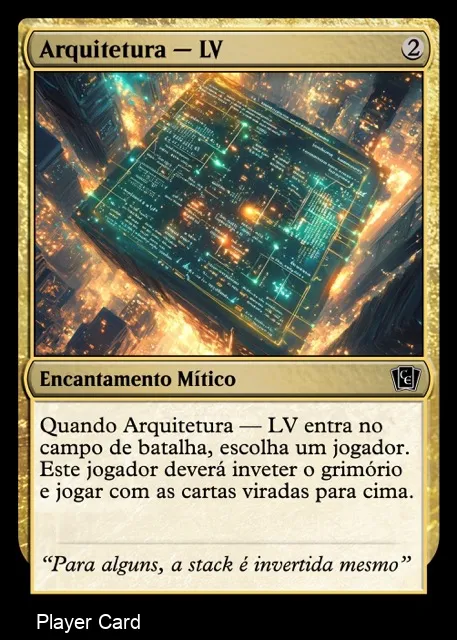 Arquitetura — LV 2
Encantamento Mítico
Quando Arquitetura — LV entra no
campo de batalha, escolha um jogador.
Este jogador deverá inveter o grimório
e jogar com as cartas viradas para cima.
“Para alguns, a stack é invertida mesmo”
Player Card